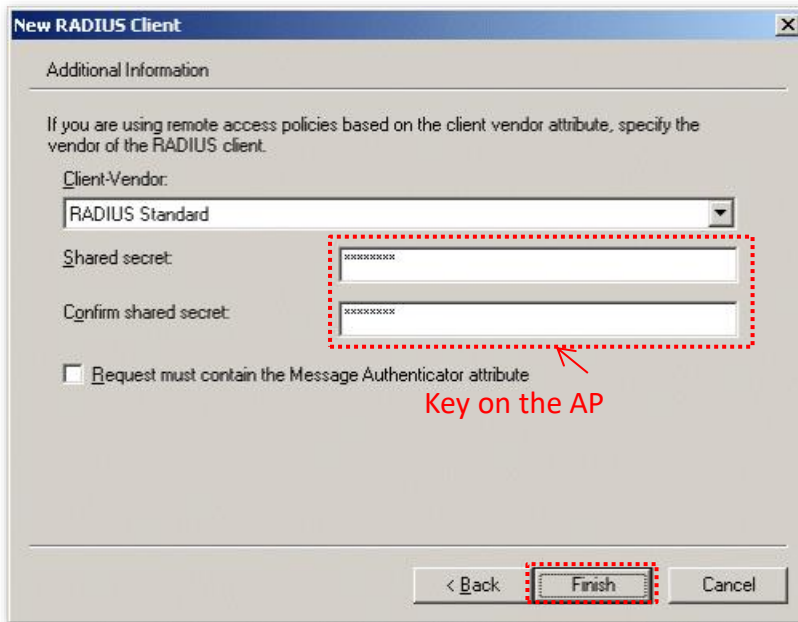 New RADIUS Client
Additional Information
If you are using remote access policies based on the client vendor attribute, specify the
vendor of the RADIUS client.
Client-Vendor:
RADIUS Standard
Shared secret:
xxxxxxxx
Confirm shared secret:
xxxxxxxx
Request must contain the Message Authenticator attribute
Key on the AP
< Back Finish Cancel